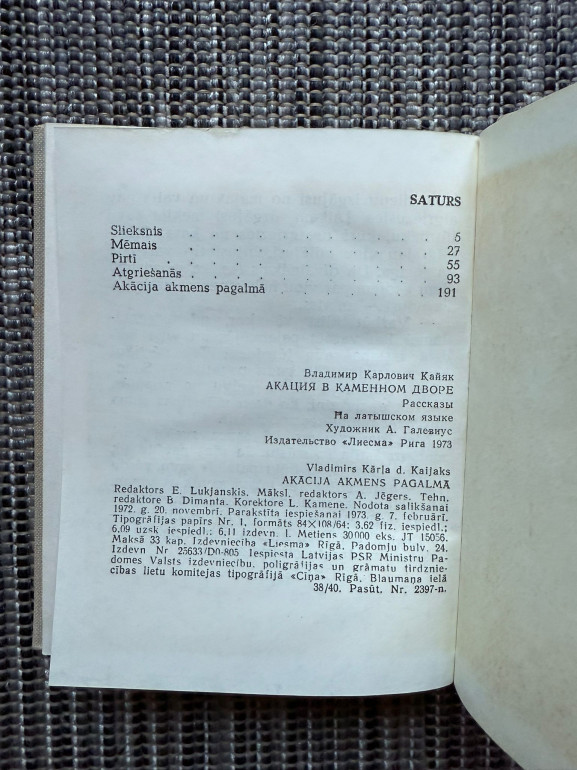 SATURS
Slieksnis . . . . . . . . . . 5
Mēmais . . . . . . . . . . 27
Pirtī . . . . . . . . . . . 55
Atgriešanās . . . . . . . . . 93
Akācija akmens pagalmā . . . . . . 191
Владимир Карлович Кайяк
АКАЦИЯ В КАМЕННОМ ДВОРЕ
Рассказы
На латышском языке
Художник А. Галевиус
Издательство «Лиесма» Рига 1973
Vladimirs Kārļa d. Kaijaks
AKĀCIJA AKMENS PAGALMĀ
Redaktors E. Lukjanskis. Māksl. redaktors A. Jēgers. Tehn.
redaktore B. Dimanta. Korektore L. Kamene. Nodota salikšanai
1972. g. 20. novembrī. Parakstīta iespiešanai 1973. g. 7. februārī.
Tipogrāfijas papīrs Nr. 1, formāts 84×108/64; 3,62 fiz. iespiedl.;
6,09 uzsk. iespiedl.; 6,11 izdevn. l. Metiens 30 000 eks. JT 15056.
Maksā 33 kap. Izdevniecība «Liesma» Rīgā, Padomju bulv. 24.
Izdevn Nr 25633/D0-805 Iespiesta Latvijas PSR Ministru Pa-
domes Valsts izdevniecību, poligrāfijas un grāmatu tirdznie-
cības lietu komitejas tipogrāfijā «Cīņa» Rīgā, Blaumaņa ielā
38/40. Pasūt. Nr. 2397-n.